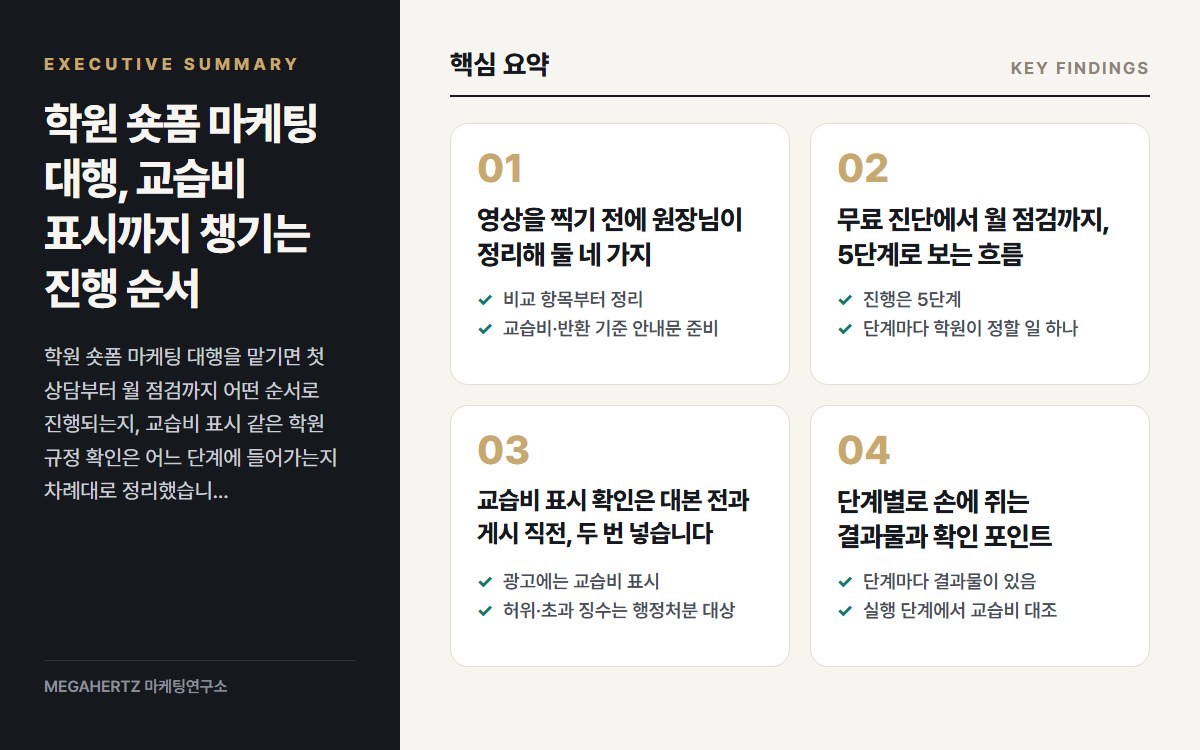 EXECUTIVE SUMMARY
학원 숏폼 마케팅
대행, 교습비
표시까지 챙기는
진행 순서
학원 숏폼 마케팅 대행을 맡기면 첫
상담부터 월 점검까지 어떤 순서로
진행되는지, 교습비 표시 같은 학원
규정 확인은 어느 단계에 들어가는지
차례대로 정리했습니...
MEGAHERTZ 마케팅연구소
핵심 요약
KEY FINDINGS
01
영상을 찍기 전에 원장님이
정리해 둘 네 가지
✓ 비교 항목부터 정리
✓ 교습비·반환 기준 안내문 준비
02
무료 진단에서 월 점검까지,
5단계로 보는 흐름
✓ 진행은 5단계
✓ 단계마다 학원이 정할 일 하나
03
교습비 표시 확인은 대본 전과
게시 직전, 두 번 넣습니다
✓ 광고에는 교습비 표시
✓ 허위·초과 징수는 행정처분 대상
04
단계별로 손에 쥐는
결과물과 확인 포인트
✓ 단계마다 결과물이 있음
✓ 실행 단계에서 교습비 대조